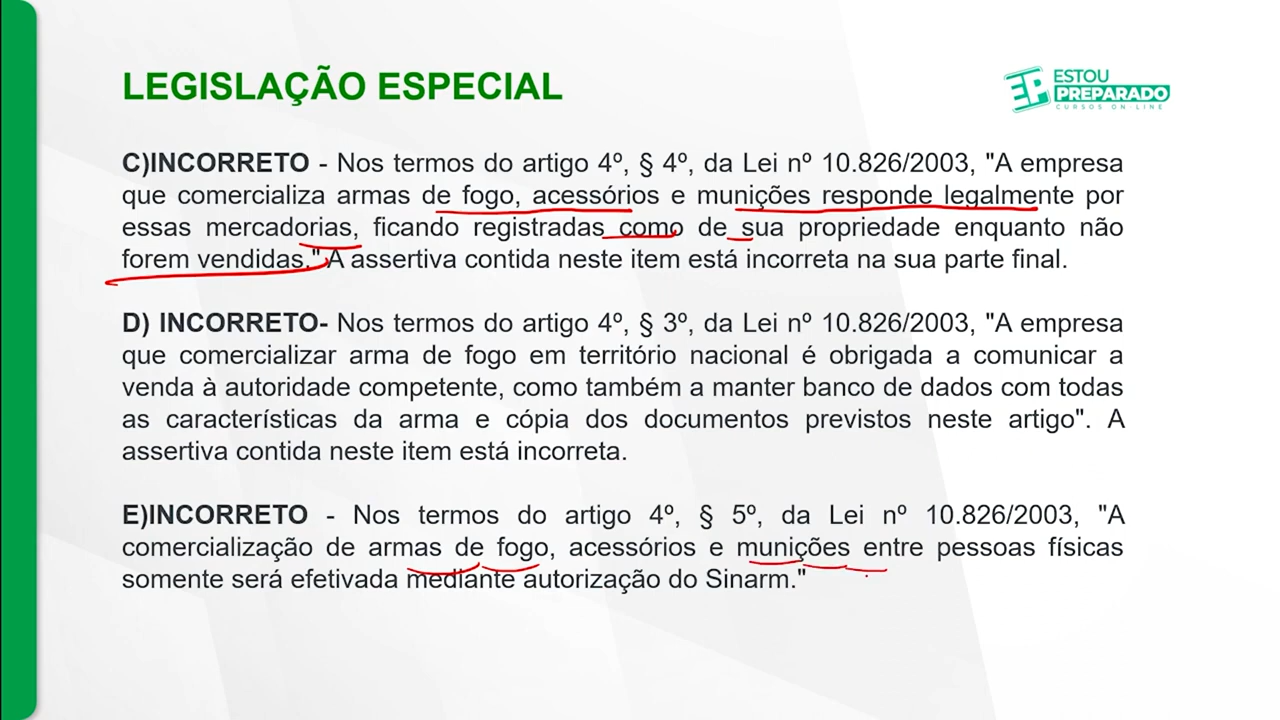 LEGISLAÇÃO ESPECIAL
ESTOU
PREPARADO
CURSOS ON-LINE
C)INCORRETO - Nos termos do artigo 4º, § 4º, da Lei nº 10.826/2003, "A empresa
que comercializa armas de fogo, acessórios e munições responde legalmente por
essas mercadorias, ficando registradas como de sua propriedade enquanto não
forem vendidas." A assertiva contida neste item está incorreta na sua parte final.
D) INCORRETO- Nos termos do artigo 4º, § 3º, da Lei nº 10.826/2003, "A empresa
que comercializar arma de fogo em território nacional é obrigada a comunicar a
venda à autoridade competente, como também a manter banco de dados com todas
as características da arma e cópia dos documentos previstos neste artigo". A
assertiva contida neste item está incorreta.
E)INCORRETO - Nos termos do artigo 4º, § 5º, da Lei nº 10.826/2003, "A
comercialização de armas de fogo, acessórios e munições entre pessoas físicas
somente será efetivada mediante autorização do Sinarm."